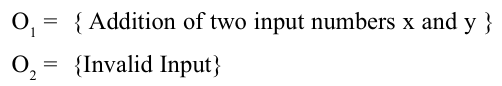 O₁ = { Addition of two input numbers x and y }
O₂ = {Invalid Input}